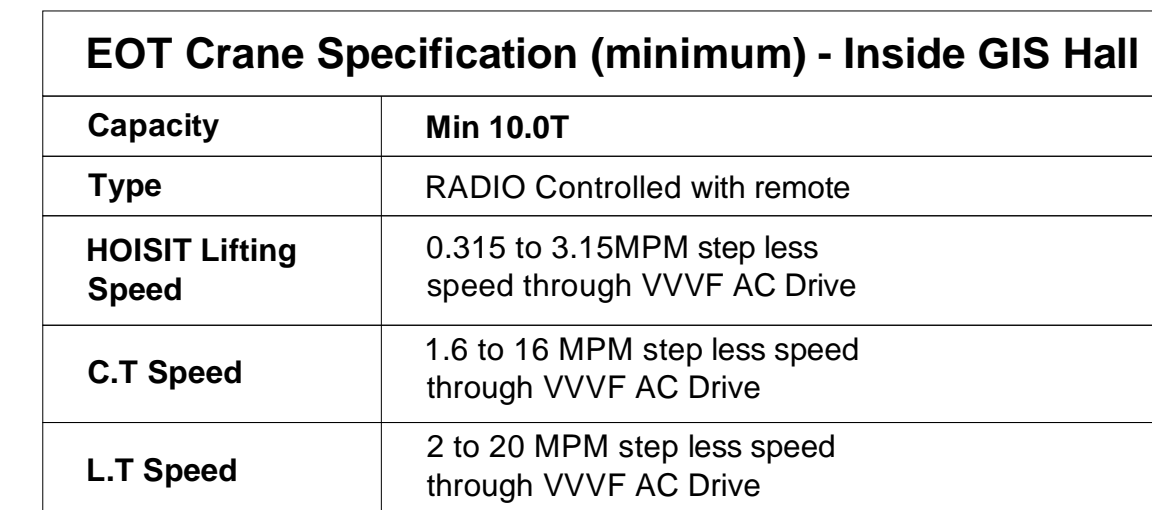 EOT Crane Specification (minimum) - Inside GIS Hall
Capacity
Min 10.0T
Type
RADIO Controlled with remote
HOISIT Lifting
Speed
0.315 to 3.15MPM step less
speed through VVVF AC Drive
C.T Speed
1.6 to 16 MPM step less speed
through VVVF AC Drive
L.T Speed
2 to 20 MPM step less speed
through VVVF AC Drive